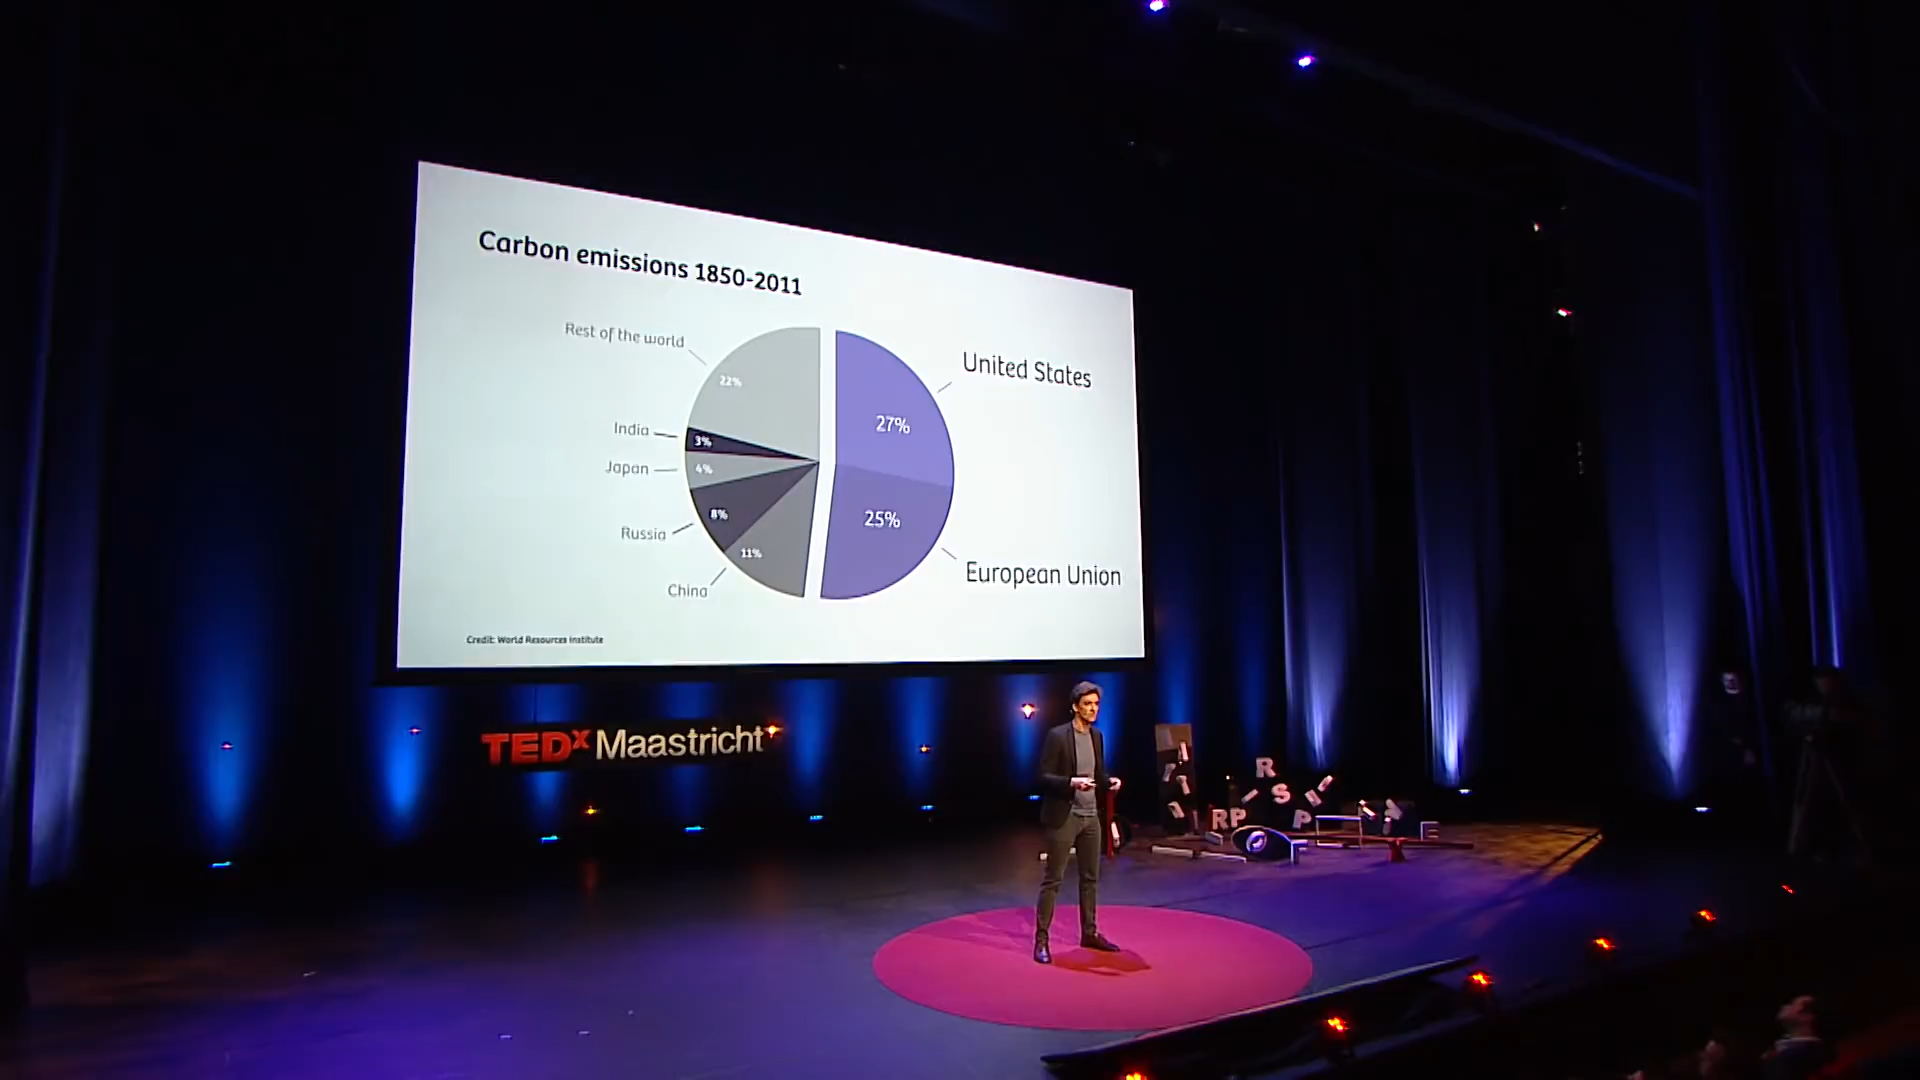 Carbon emissions 1850-2011
Rest of the world
22%
United States
27%
India
3%
Japan
4%
25%
Russia
8%
11%
European Union
China
Credit: World Resources Institute
TEDx Maastricht
R
S
RP
P
E
F